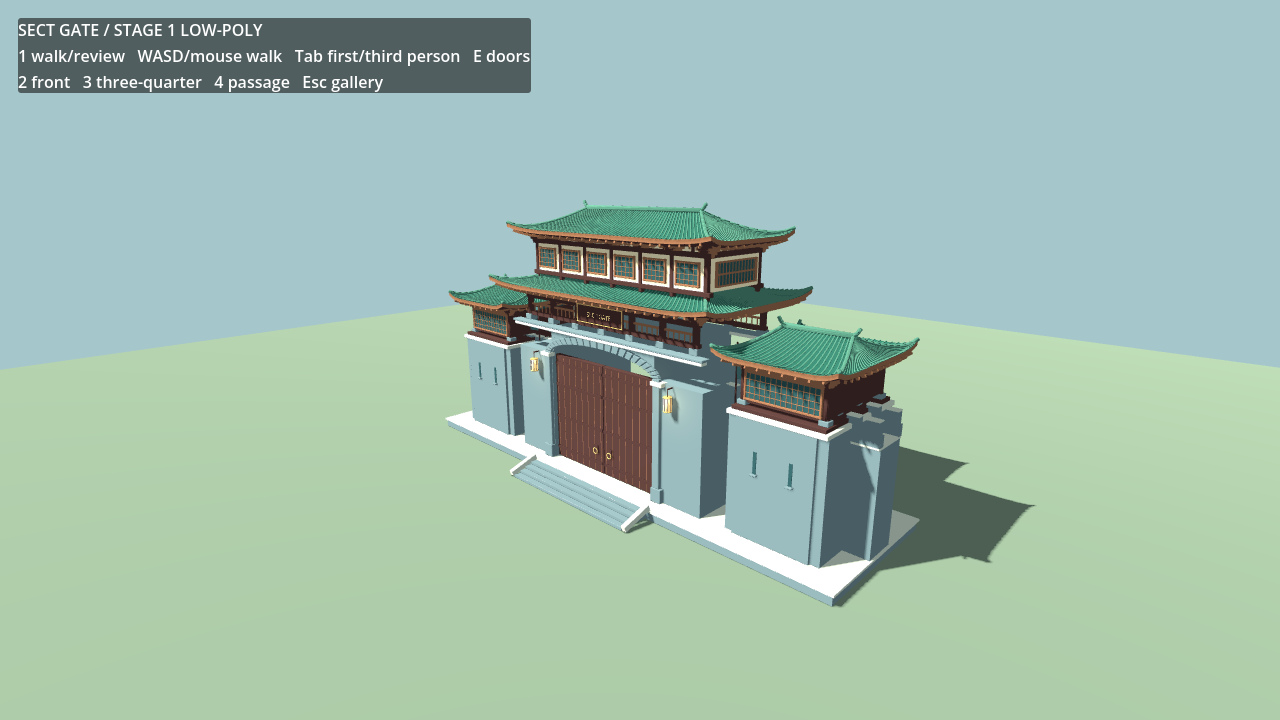 SECT GATE / STAGE 1 LOW-POLY
1 walk/review WASD/mouse walk Tab first/third person E doors
2 front 3 three-quarter 4 passage Esc gallery